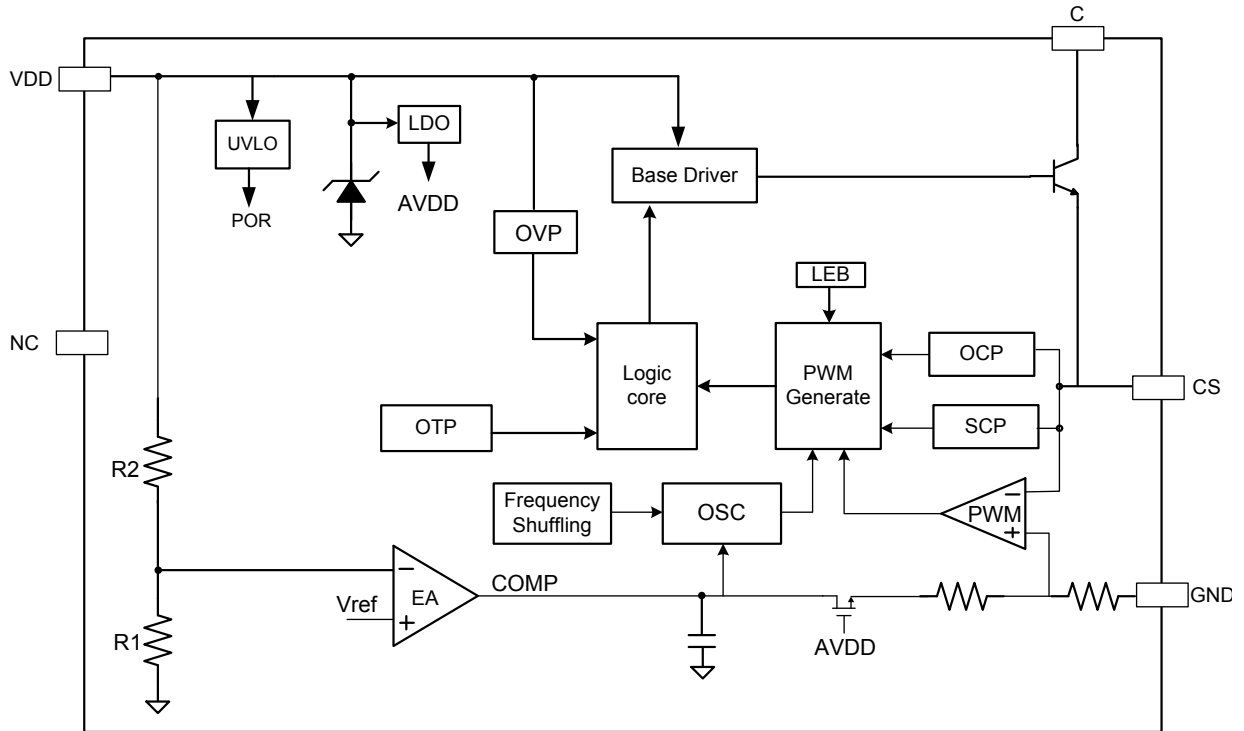 C
VDD
UVLO
LDO
POR
AVDD
Base Driver
OVP
LEB
NC
Logic
core
PWM
Generate
OCP
CS
OTP
SCP
R2
Frequency
Shuffling
OSC
−
PWM
+
−
EA
COMP
Vref
+
GND
R1
AVDD